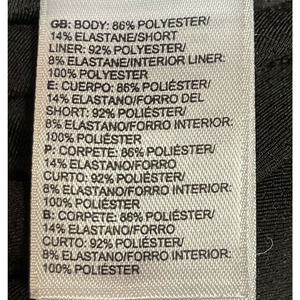 GB: BODY: 86% POLYESTER/
14% ELASTANE/SHORT
LINER: 92% POLYESTER/
8% ELASTANE/INTERIOR LINER:
100% POLYESTER
E: CUERPO: 86% POLIÉSTER/
14% ELASTANO/FORRO DEL
SHORT: 92% POLIÉSTER/
8% ELASTANO/FORRO INTERIOR:
100% POLIÉSTER
P: CORPETE: 86% POLIÉSTER/
14% ELASTANO/FORRO
CURTO: 92% POLIÉSTER/
8% ELASTANO/FORRO INTERIOR:
100% POLIÉSTER
B: CORPETE: 86% POLIÉSTER/
14% ELASTANO/FORRO
CURTO: 92% POLIÉSTER/
8% ELASTANO/FORRO INTERIOR:
100% POLIÉSTER